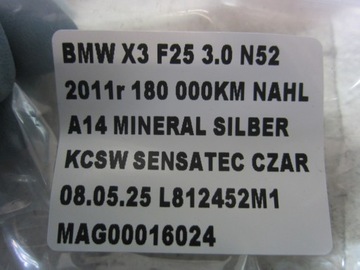 BMW X3 F25 3.0 N52
2011r 180 000KM NAHL
A14 MINERAL SILBER
KCSW SENSATEC CZAR
08.05.25 L812452M1
MAG00016024